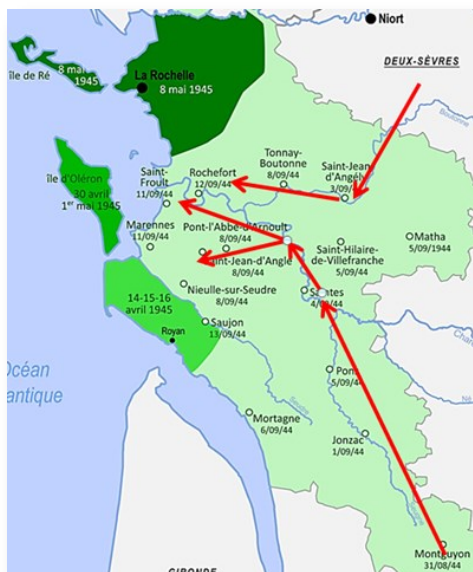 Niort
DEUX-SÈVRES
île de Ré
8 mai
1945
La Rochelle
8 mai 1945
Boutonne
Tonnay-
Boutonne
8/09/44
Saint-Jean
d'Angély
3/09/44
Saint-
Froult
11/09/44
Rochefort
12/09/44
île d'Oléron
30 avril
1er mai 1945
Marennes
11/09/44
Pont-l'Abbé-d'Arnoult
8/09/44
Saint-Jean-d'Angle
8/09/44
Saint-Hilaire-
de-Villefranche
5/09/44
Matha
5/09/1944
Nieulle-sur-Seudre
8/09/44
Saintes
14-15-16
avril 1945
Royan
Saujon
13/09/44
Océan
antique
Pons
5/09/44
Mortagne
6/09/44
Jonzac
1/09/44
Montguyon
31/08/44
GIRONDE